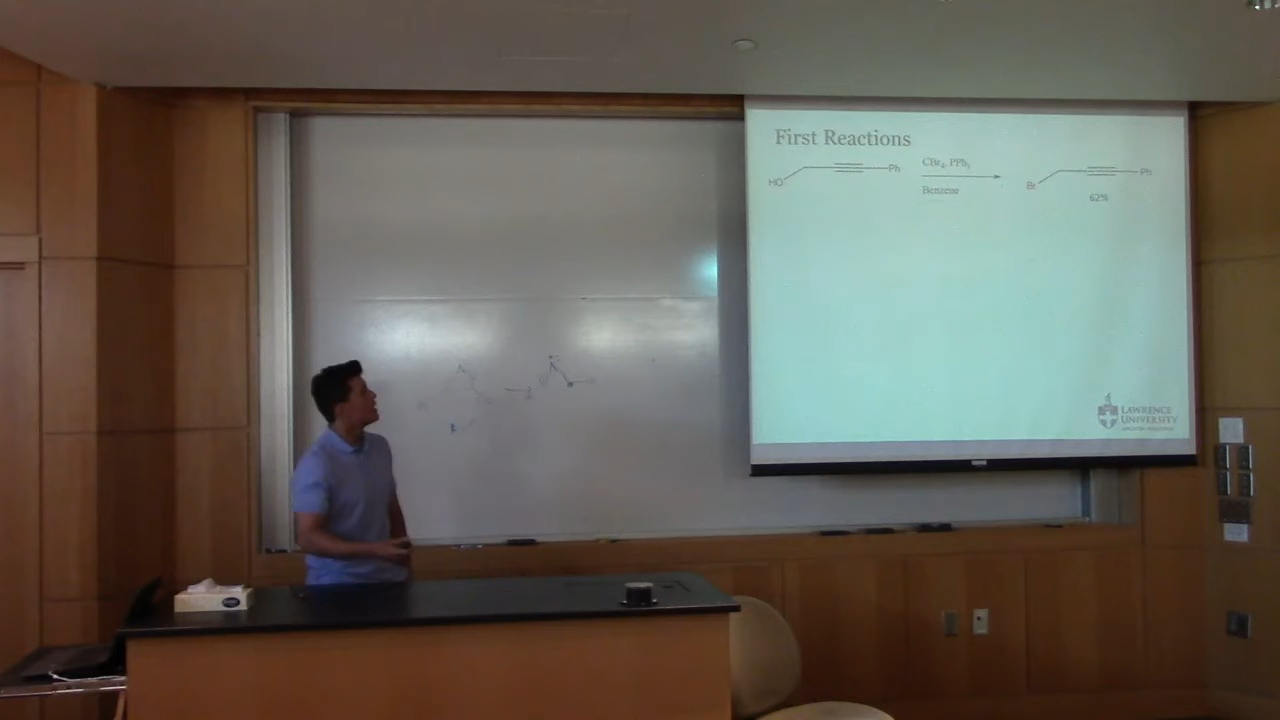 First Reactions
HO
Ph
CBr4, PPh3
Benzene
Br
Ph
62%
LAWRENCE
UNIVERSITY